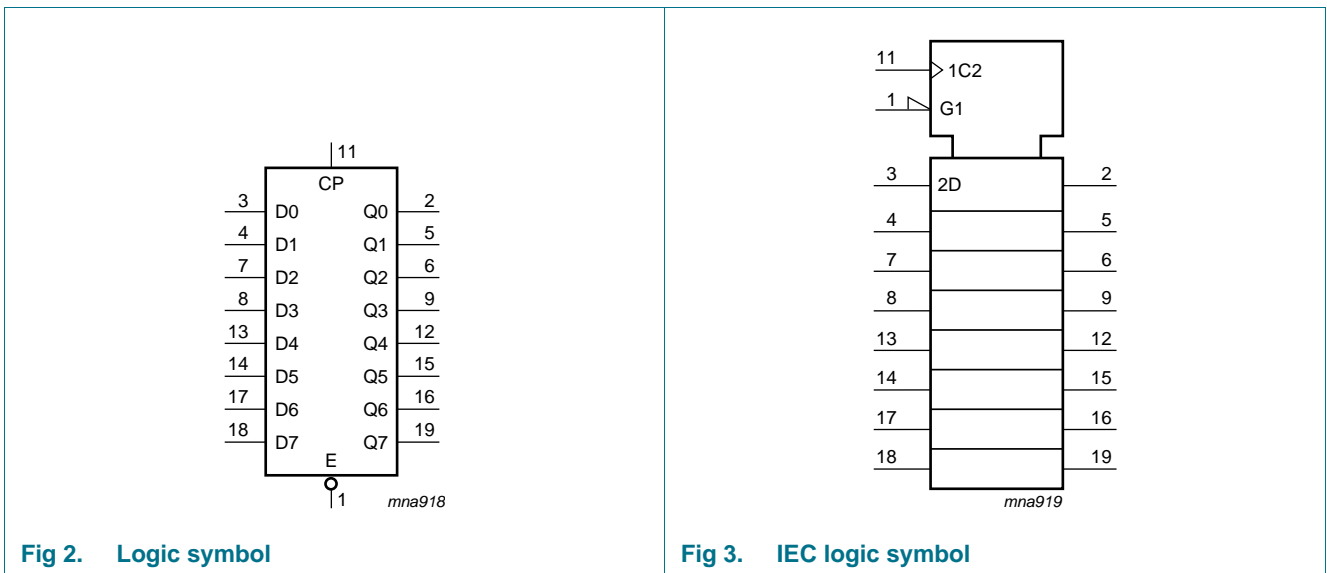 11
CP
3 D0 Q0 2
4 D1 Q1 5
7 D2 Q2 6
8 D3 Q3 9
13 D4 Q4 12
14 D5 Q5 15
17 D6 Q6 16
18 D7 Q7 19
E
1
mna918
Fig 2. Logic symbol
11 1C2
1 G1
3 2D 2
4 5
7 6
8 9
13 12
14 15
17 16
18 19
mna919
Fig 3. IEC logic symbol